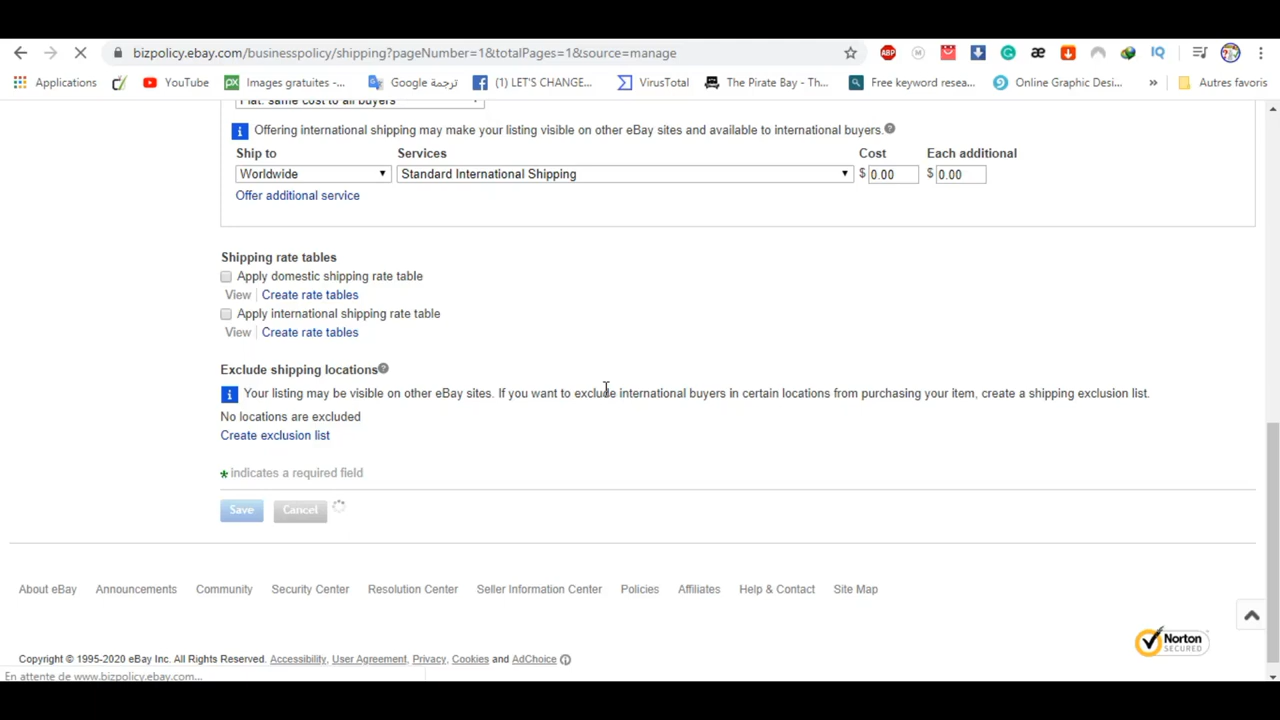 bizpolicy.ebay.com/businesspolicy/shipping?pageNumber=1&totalPages=1&source=manage
ABP M æ IQ
Applications YouTube PX Images gratuites -... Google ترجمة (1) LET'S CHANGE... VirusTotal The Pirate Bay - Th... Free keyword resea... Online Graphic Desi... » Autres favoris
Flat: same cost to all buyers
Offering international shipping may make your listing visible on other eBay sites and available to international buyers.
Ship to Services Cost Each additional
Worldwide Standard International Shipping $ 0.00 $ 0.00
Offer additional service
Shipping rate tables
Apply domestic shipping rate table
View | Create rate tables
Apply international shipping rate table
View | Create rate tables
Exclude shipping locations
Your listing may be visible on other eBay sites. If you want to exclude international buyers in certain locations from purchasing your item, create a shipping exclusion list.
No locations are excluded
Create exclusion list
* indicates a required field
Save Cancel
About eBay Announcements Community Security Center Resolution Center Seller Information Center Policies Affiliates Help & Contact Site Map
Norton
SECURED
Copyright © 1995-2020 eBay Inc. All Rights Reserved. Accessibility, User Agreement, Privacy, Cookies and AdChoice
En attente de www.bizpolicy.ebay.com...